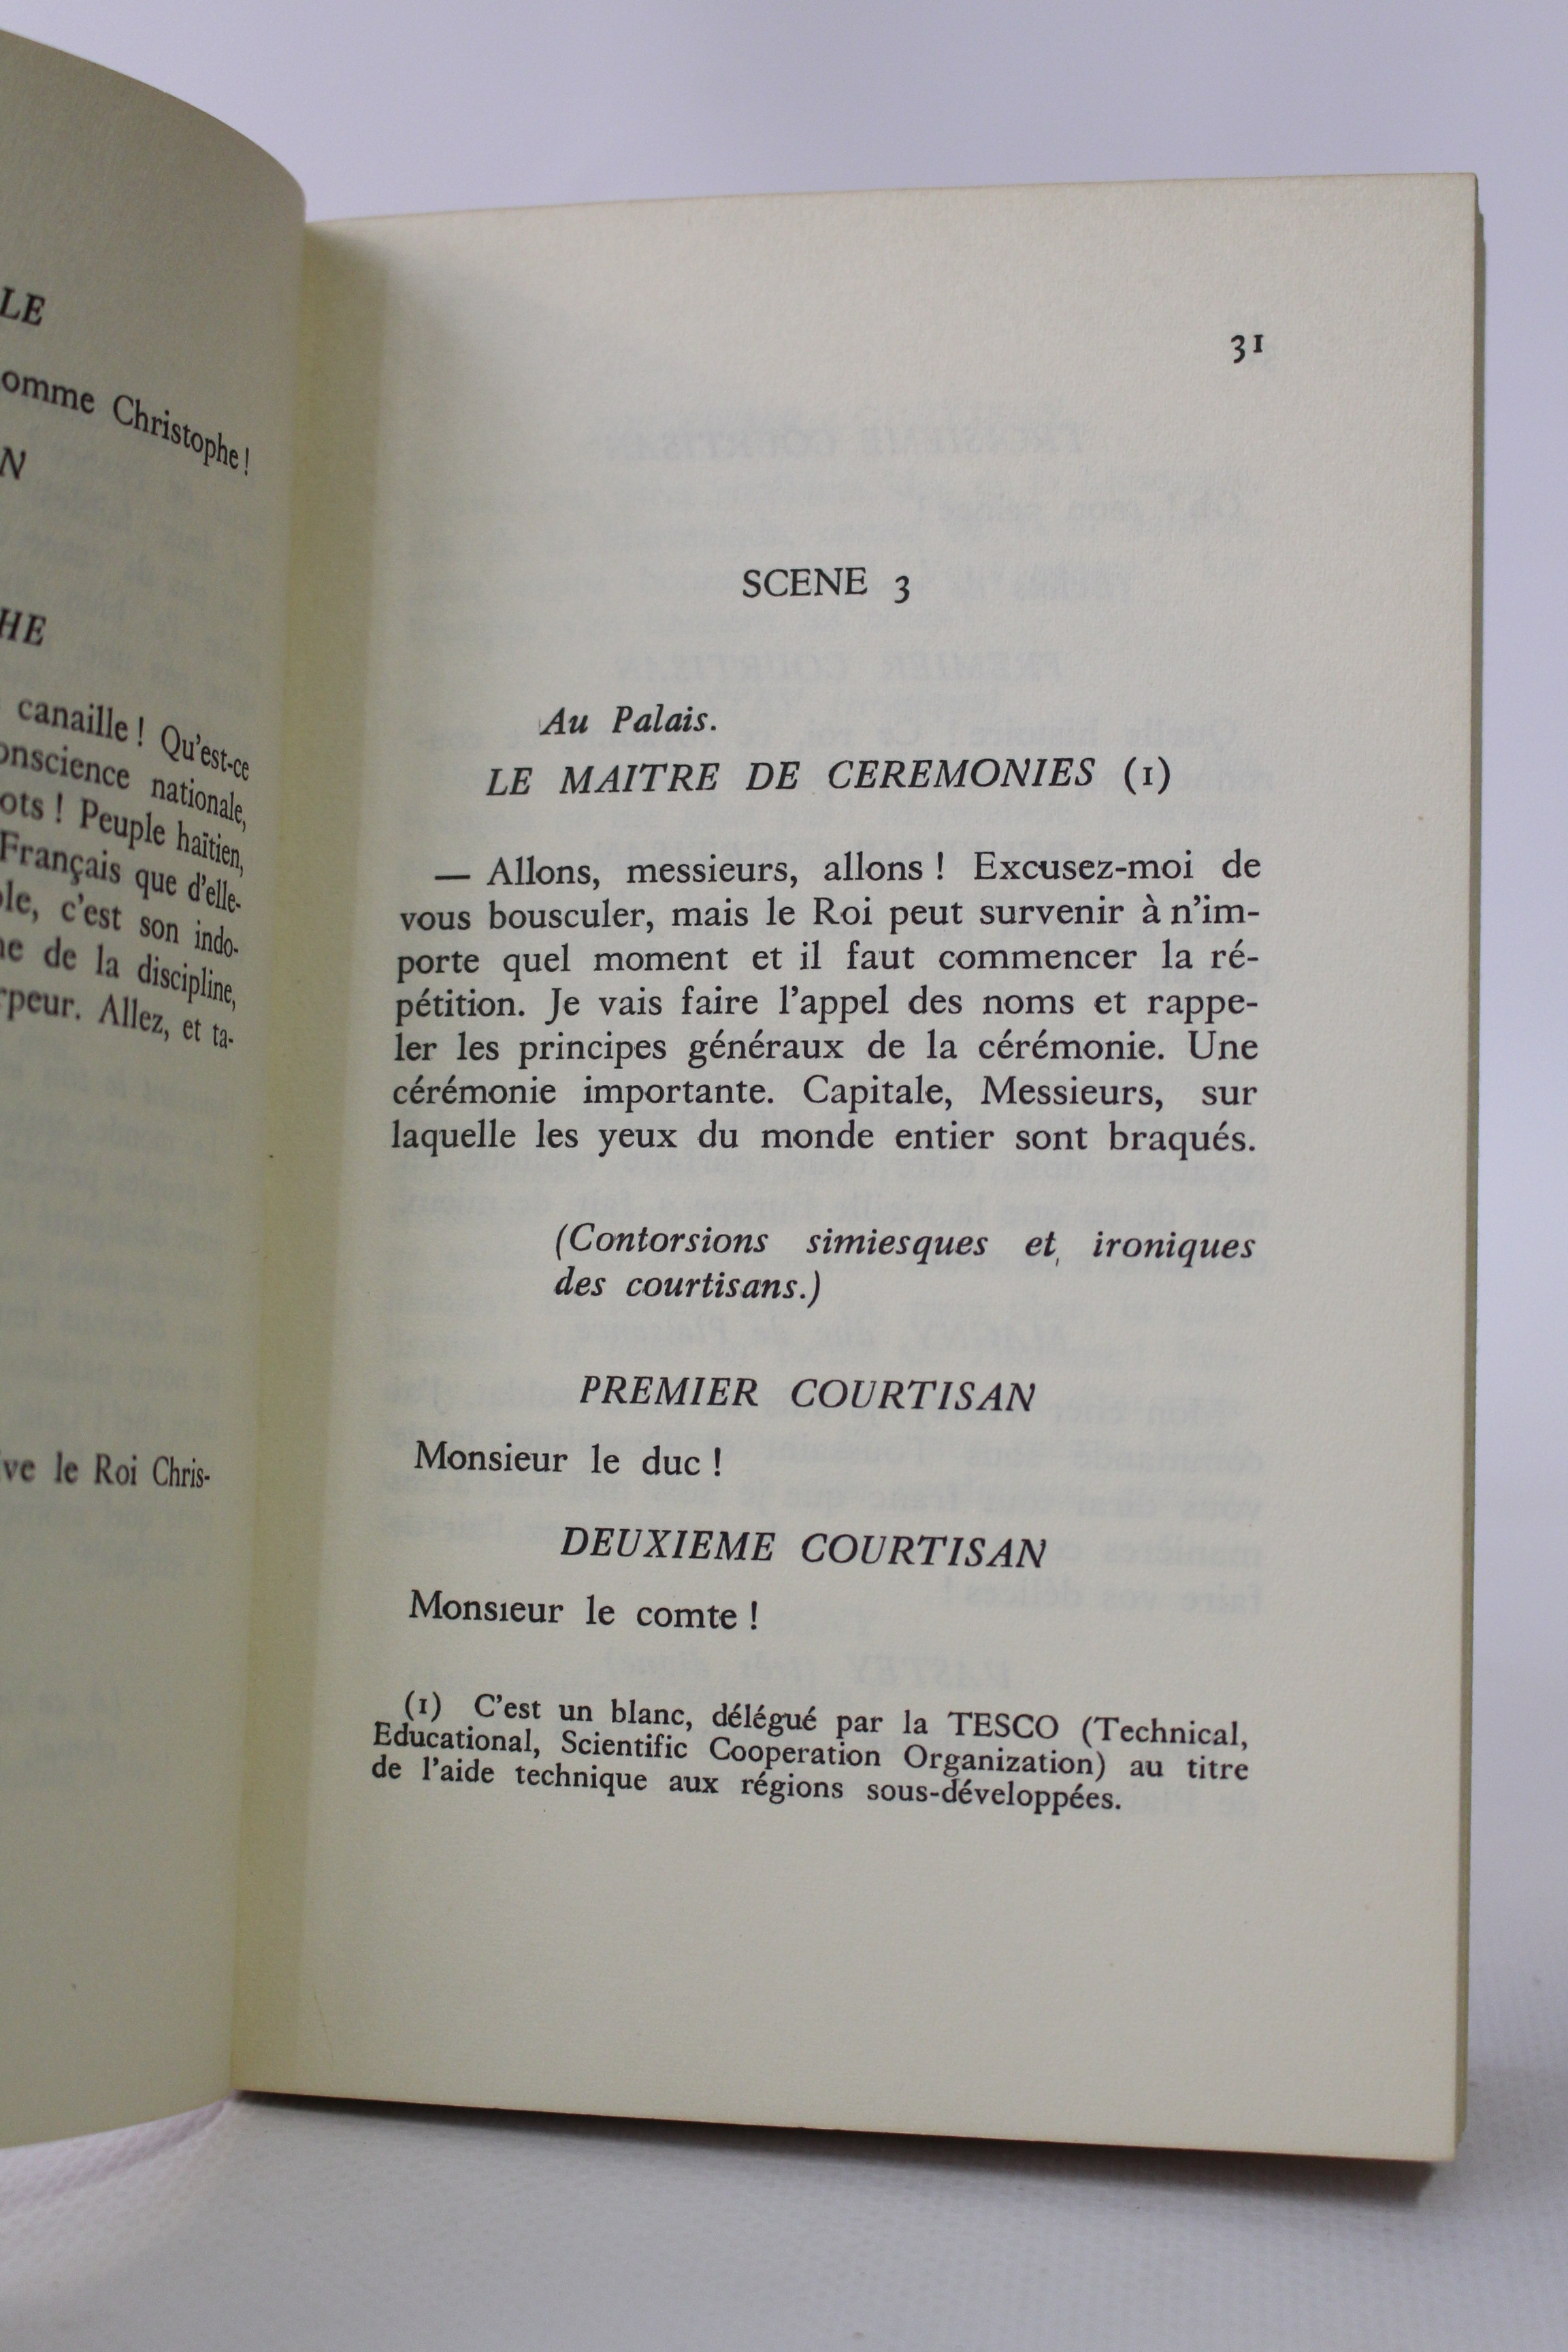 LE
omme Christophe !
N
HE
canaille ! Qu'est-ce
onscience nationale,
ots ! Peuple haïtien,
Français que d'elle-
le, c'est son indo-
ne de la discipline,
rpeur. Allez, et ta-
ive le Roi Chris-
31
SCENE 3
Au Palais.
LE MAITRE DE CEREMONIES (1)
— Allons, messieurs, allons ! Excusez-moi de
vous bousculer, mais le Roi peut survenir à n'im-
porte quel moment et il faut commencer la ré-
pétition. Je vais faire l'appel des noms et rappe-
ler les principes généraux de la cérémonie. Une
cérémonie importante. Capitale, Messieurs, sur
laquelle les yeux du monde entier sont braqués.
(Contorsions simiesques et ironiques
des courtisans.)
PREMIER COURTISAN
Monsieur le duc !
DEUXIEME COURTISAN
Monsieur le comte !
(1) C'est un blanc, délégué par la TESCO (Technical,
Educational, Scientific Cooperation Organization) au titre
de l'aide technique aux régions sous-développées.